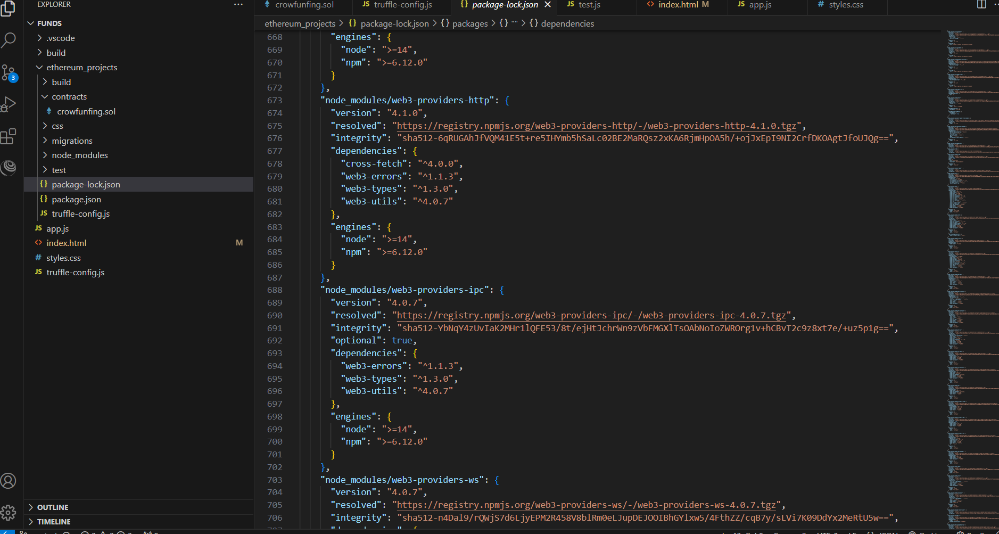 EXPLORER
FUNDS
.vscode
build
ethereum_projects
build
contracts
crowfunfing.sol
css
migrations
node_modules
test
{} package-lock.json
{} package.json
JS truffle-config.js
JS app.js
<> index.html M
# styles.css
JS truffle-config.js
OUTLINE
TIMELINE
3
crowfunfing.sol
JS truffle-config.js
{} package-lock.json
JS test.js
<> index.html M
JS app.js
# styles.css
ethereum_projects > {} package-lock.json > {} packages > {} "" > {} dependencies
668 "engines": {
669 "node": ">=14",
670 "npm": ">=6.12.0"
671 }
672 },
673 "node_modules/web3-providers-http": {
674 "version": "4.1.0",
675 "resolved": "https://registry.npmjs.org/web3-providers-http/-/web3-providers-http-4.1.0.tgz",
676 "integrity": "sha512-6qRUGAhJfVQM41E5t+re5IHYmb5hSaLc02BE2MaRQsz2xKA6RjmHpOA5h/+ojJxEpI9NI2CrfDKOAgtJfoUJQg==",
677 "dependencies": {
678 "cross-fetch": "^4.0.0",
679 "web3-errors": "^1.1.3",
680 "web3-types": "^1.3.0",
681 "web3-utils": "^4.0.7"
682 },
683 "engines": {
684 "node": ">=14",
685 "npm": ">=6.12.0"
686 }
687 },
688 "node_modules/web3-providers-ipc": {
689 "version": "4.0.7",
690 "resolved": "https://registry.npmjs.org/web3-providers-ipc/-/web3-providers-ipc-4.0.7.tgz",
691 "integrity": "sha512-YbNqY4zUvIaK2MHr1lQFE53/8t/ejHtJchrWn9zVbFMGXlTsOAbNoIoZWROrg1v+hCBvT2c9z8xt7e/+uz5p1g==",
692 "optional": true,
693 "dependencies": {
694 "web3-errors": "^1.1.3",
695 "web3-types": "^1.3.0",
696 "web3-utils": "^4.0.7"
697 },
698 "engines": {
699 "node": ">=14",
700 "npm": ">=6.12.0"
701 }
702 },
703 "node_modules/web3-providers-ws": {
704 "version": "4.0.7",
705 "resolved": "https://registry.npmjs.org/web3-providers-ws/-/web3-providers-ws-4.0.7.tgz",
706 "integrity": "sha512-n4Dal9/rQWjS7d6LjyEPM2R458V8blRm0eLJupDEJOOIBhGYlxw5/4FthZZ/cqB7y/sLVi7K09DdYx2MeRtU5w==",